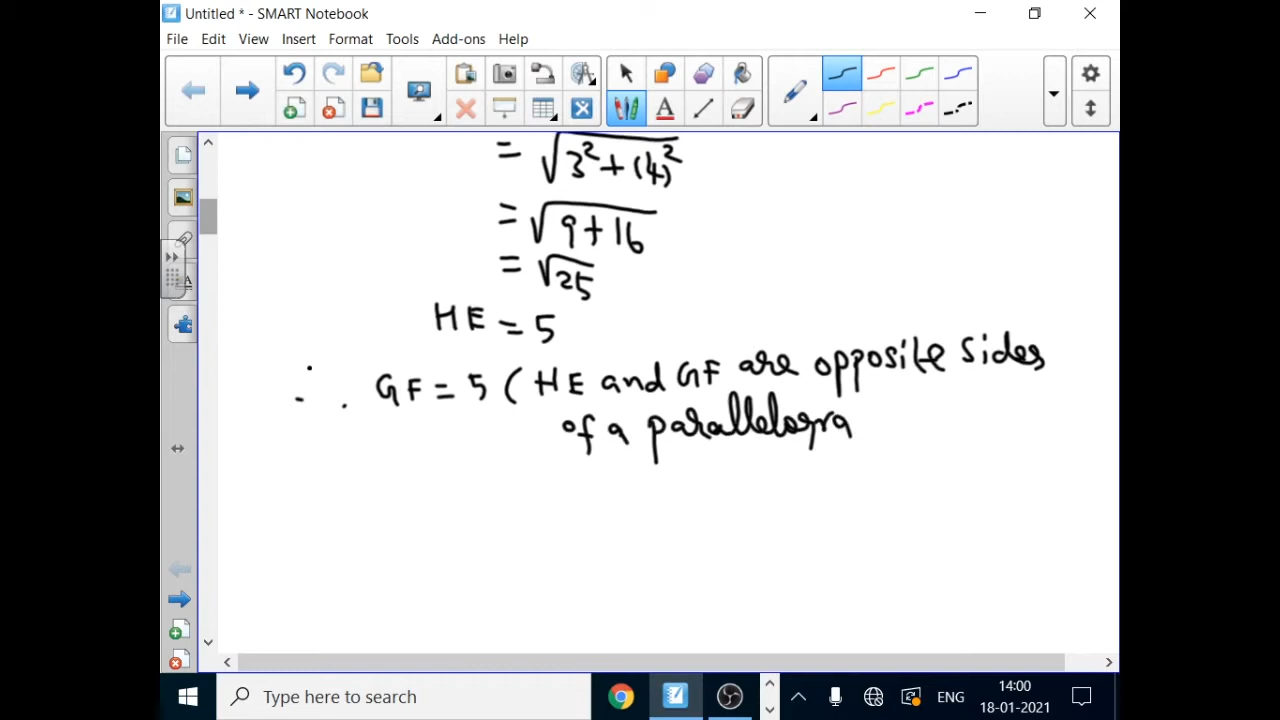 Untitled * - SMART Notebook
File Edit View Insert Format Tools Add-ons Help
= √3² + (4)²
= √9 + 16
= √25
HE = 5
∴ GF = 5 (HE and GF are opposite sides
of a parallelogra
Type here to search
ENG
14:00
18-01-2021